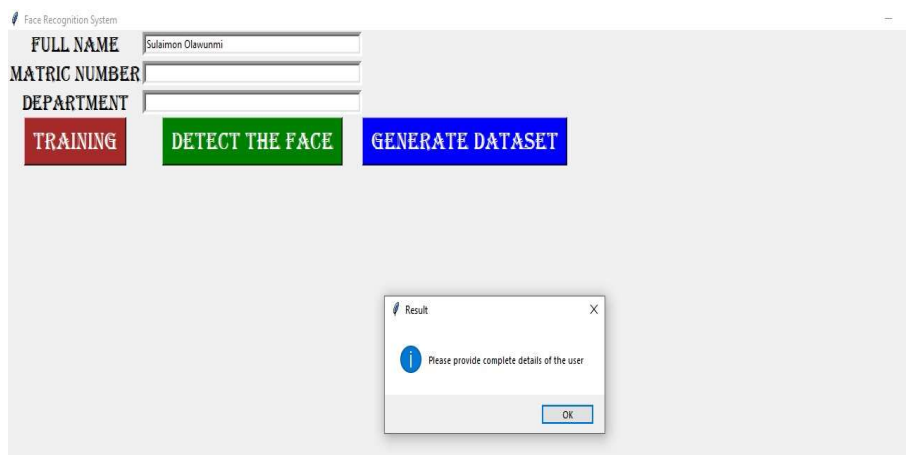 Face Recognition System
FULL NAME
Sulaimon Olawunmi
MATRIC NUMBER
DEPARTMENT
TRAINING
DETECT THE FACE
GENERATE DATASET
Result
Please provide complete details of the user
OK